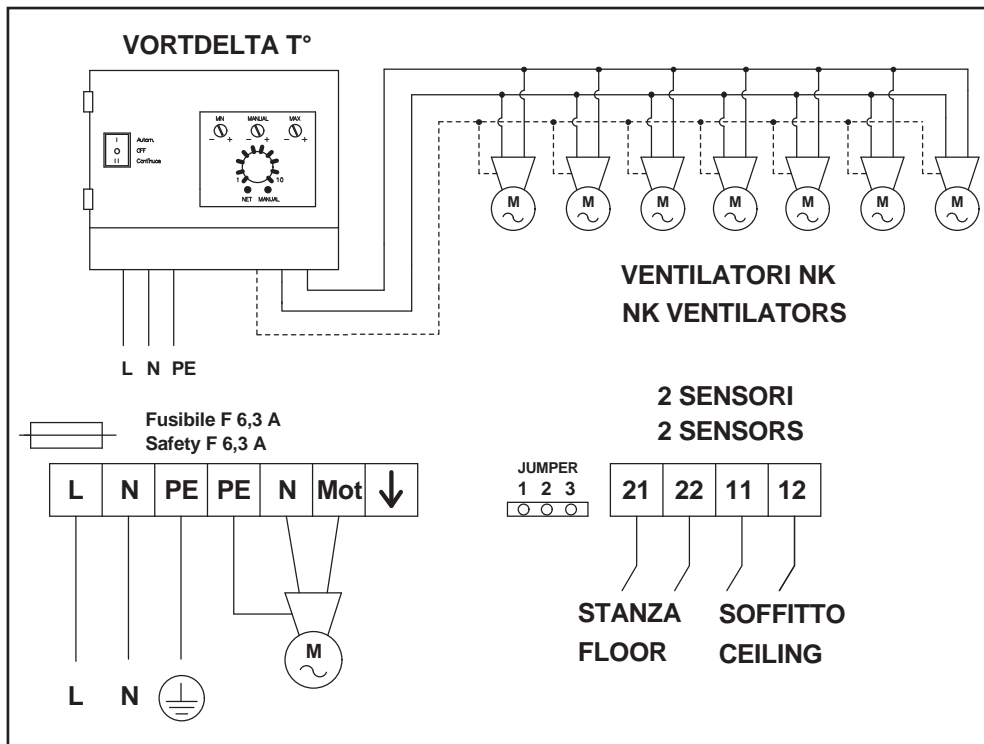 VORTDELTA T°
I Autom.
O OFF
II Continuos
MIN MANUAL MAX
- + - + - +
1 10
NET MANUAL
M M M M M M M
VENTILATORI NK
NK VENTILATORS
L N PE
Fusibile F 6,3 A
Safety F 6,3 A
L N PE PE N Mot
M
L N
2 SENSORI
2 SENSORS
JUMPER
1 2 3
21 22 11 12
STANZA SOFFITTO
FLOOR CEILING